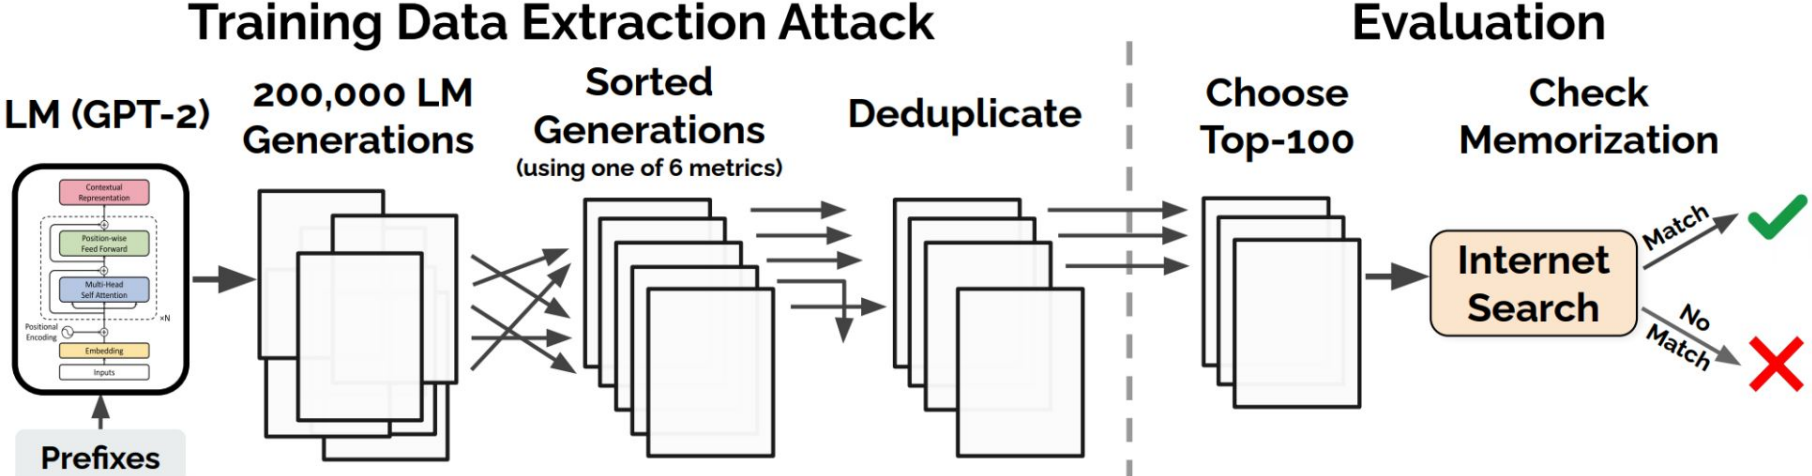 Training Data Extraction Attack
Evaluation
LM (GPT-2)
200,000 LM
Generations
Sorted
Generations
(using one of 6 metrics)
Deduplicate
Choose
Top-100
Check
Memorization
Contextual
Representation
Position-wise
Feed Forward
Multi-Head
Self Attention
×N
Positional
Encoding
Embedding
Inputs
Prefixes
Internet
Search
Match
No
Match